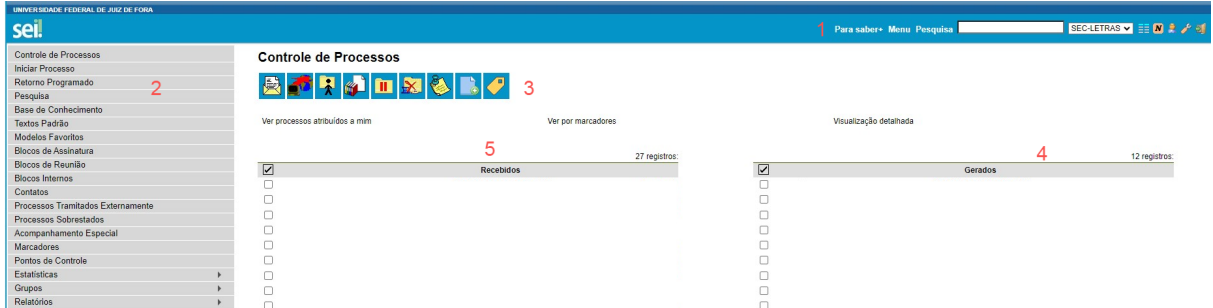 UNIVERSIDADE FEDERAL DE JUIZ DE FORA
sei!
1 Para saber+ Menu Pesquisa SEC-LETRAS N
Controle de Processos
Iniciar Processo
Retorno Programado
2
Pesquisa
Base de Conhecimento
Textos Padrão
Modelos Favoritos
Blocos de Assinatura
Blocos de Reunião
Blocos Internos
Contatos
Processos Tramitados Externamente
Processos Sobrestados
Acompanhamento Especial
Marcadores
Pontos de Controle
Estatísticas
Grupos
Relatórios
Controle de Processos
3
Ver processos atribuídos a mim Ver por marcadores Visualização detalhada
5
27 registros:
Recebidos
4
12 registros:
Gerados